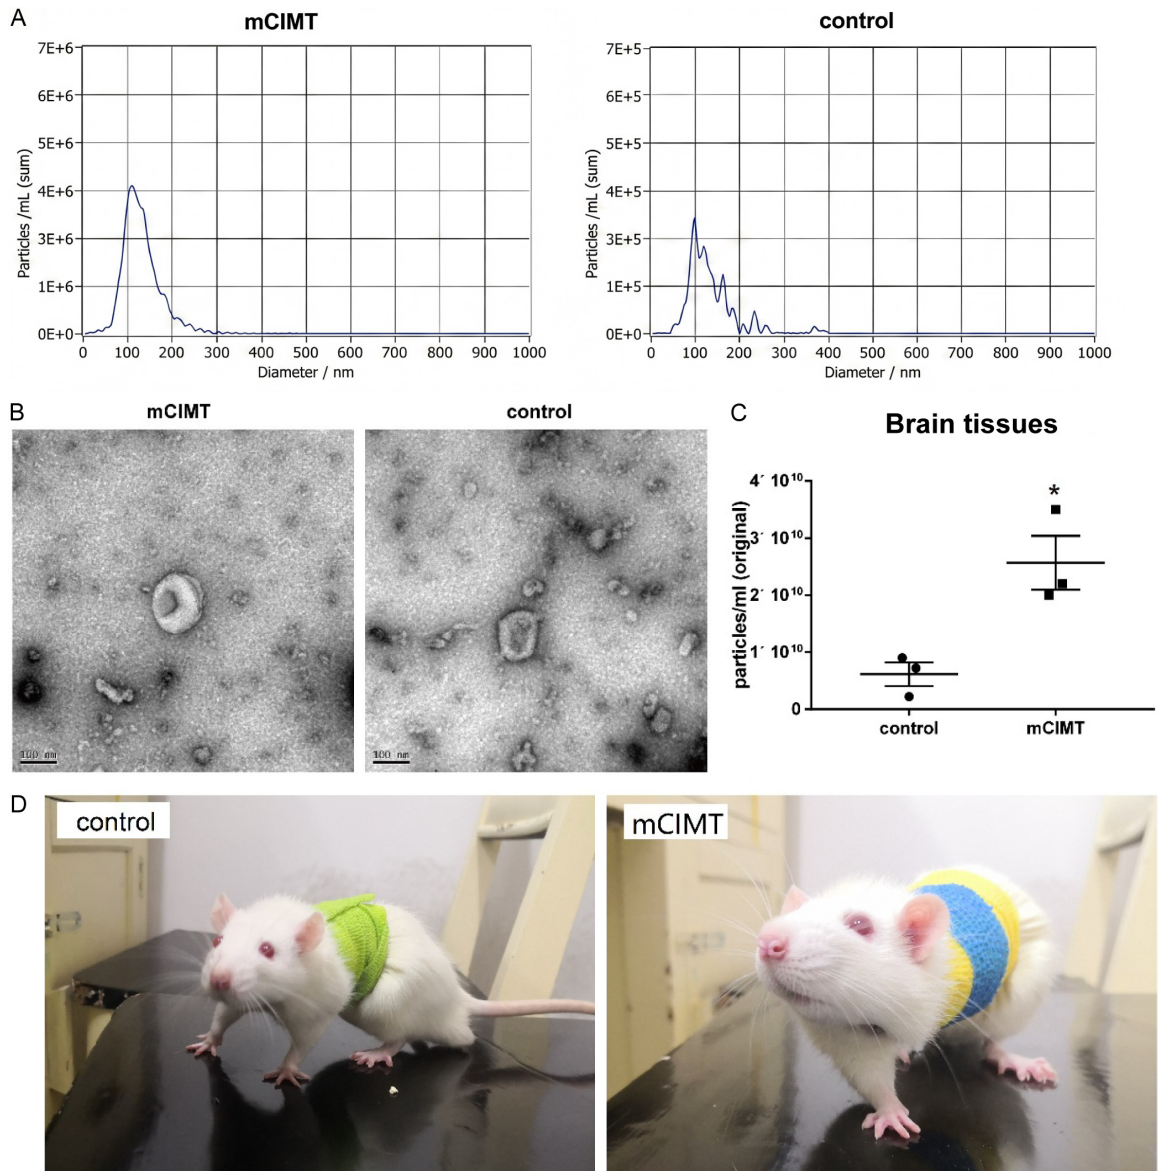 A
mCIMT
control
7E+6
6E+6
5E+6
4E+6
3E+6
1E+6
0E+0
Particles /mL (sum)
0 100 200 300 400 500 600 700 800 900 1000
Diameter / nm
7E+5
6E+5
5E+5
4E+5
3E+5
1E+5
0E+0
Particles /mL (sum)
0 100 200 300 400 500 600 700 800 900 1000
Diameter / nm
B
mCIMT
control
100 nm
100 nm
C
Brain tissues
4´ 10¹⁰
3´ 10¹⁰
2´ 10¹⁰
1´ 10¹⁰
0
particles/ml (original)
*
control mCIMT
D
control
mCIMT